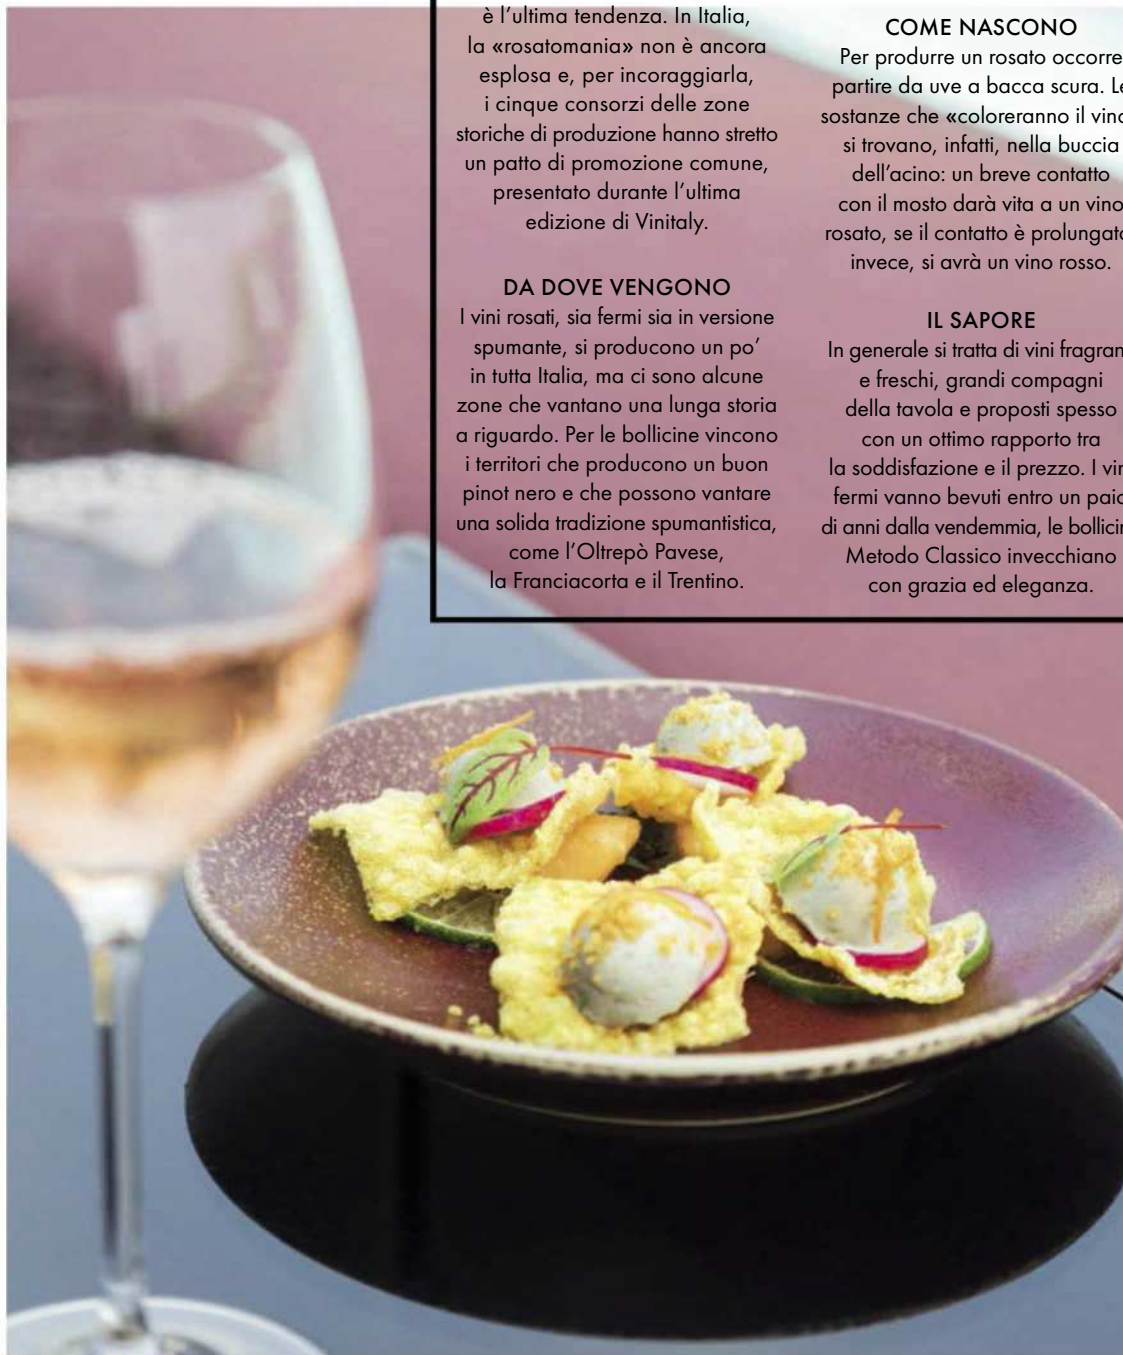 è l'ultima tendenza. In Italia,
la «rosatomania» non è ancora
esplosa e, per incoraggiarla,
i cinque consorzi delle zone
storiche di produzione hanno stretto
un patto di promozione comune,
presentato durante l'ultima
edizione di Vinitaly.
DA DOVE VENGONO
I vini rosati, sia fermi sia in versione
spumante, si producono un po'
in tutta Italia, ma ci sono alcune
zone che vantano una lunga storia
a riguardo. Per le bollicine vincono
i territori che producono un buon
pinot nero e che possono vantare
una solida tradizione spumantistica,
come l'Oltrepò Pavese,
la Franciacorta e il Trentino.
COME NASCONO
Per produrre un rosato occorre
partire da uve a bacca scura. Le
sostanze che «coloreranno il vino
si trovano, infatti, nella buccia
dell'acino: un breve contatto
con il mosto darà vita a un vino
rosato, se il contatto è prolungato
invece, si avrà un vino rosso.
IL SAPORE
In generale si tratta di vini
e freschi, grandi compagni
della tavola e proposti spesso
con un ottimo rapporto tra
la soddisfazione e il prezzo. I
fermi vanno bevuti entro un
di anni dalla vendemmia, le
Metodo Classico invecchiano
con grazia ed eleganza.